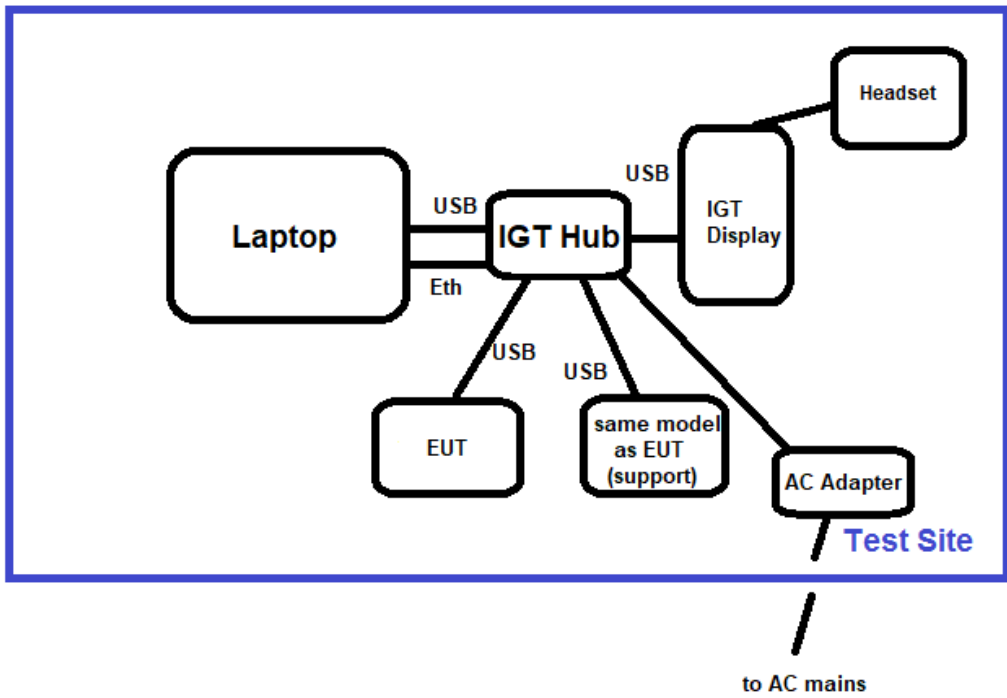 Headset
USB
IGT
Display
USB
Laptop
IGT Hub
Eth
USB
USB
EUT
same model
as EUT
(support)
AC Adapter
Test Site
to AC mains